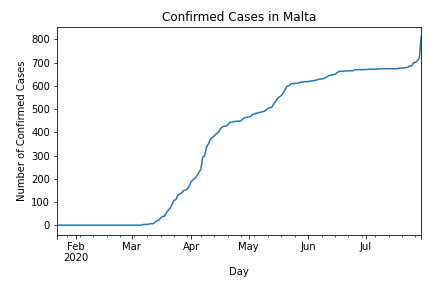 Confirmed Cases in Malta
Number of Confirmed Cases
800
700
600
500
400
300
200
100
0
Feb Mar Apr May Jun Jul
2020
Day